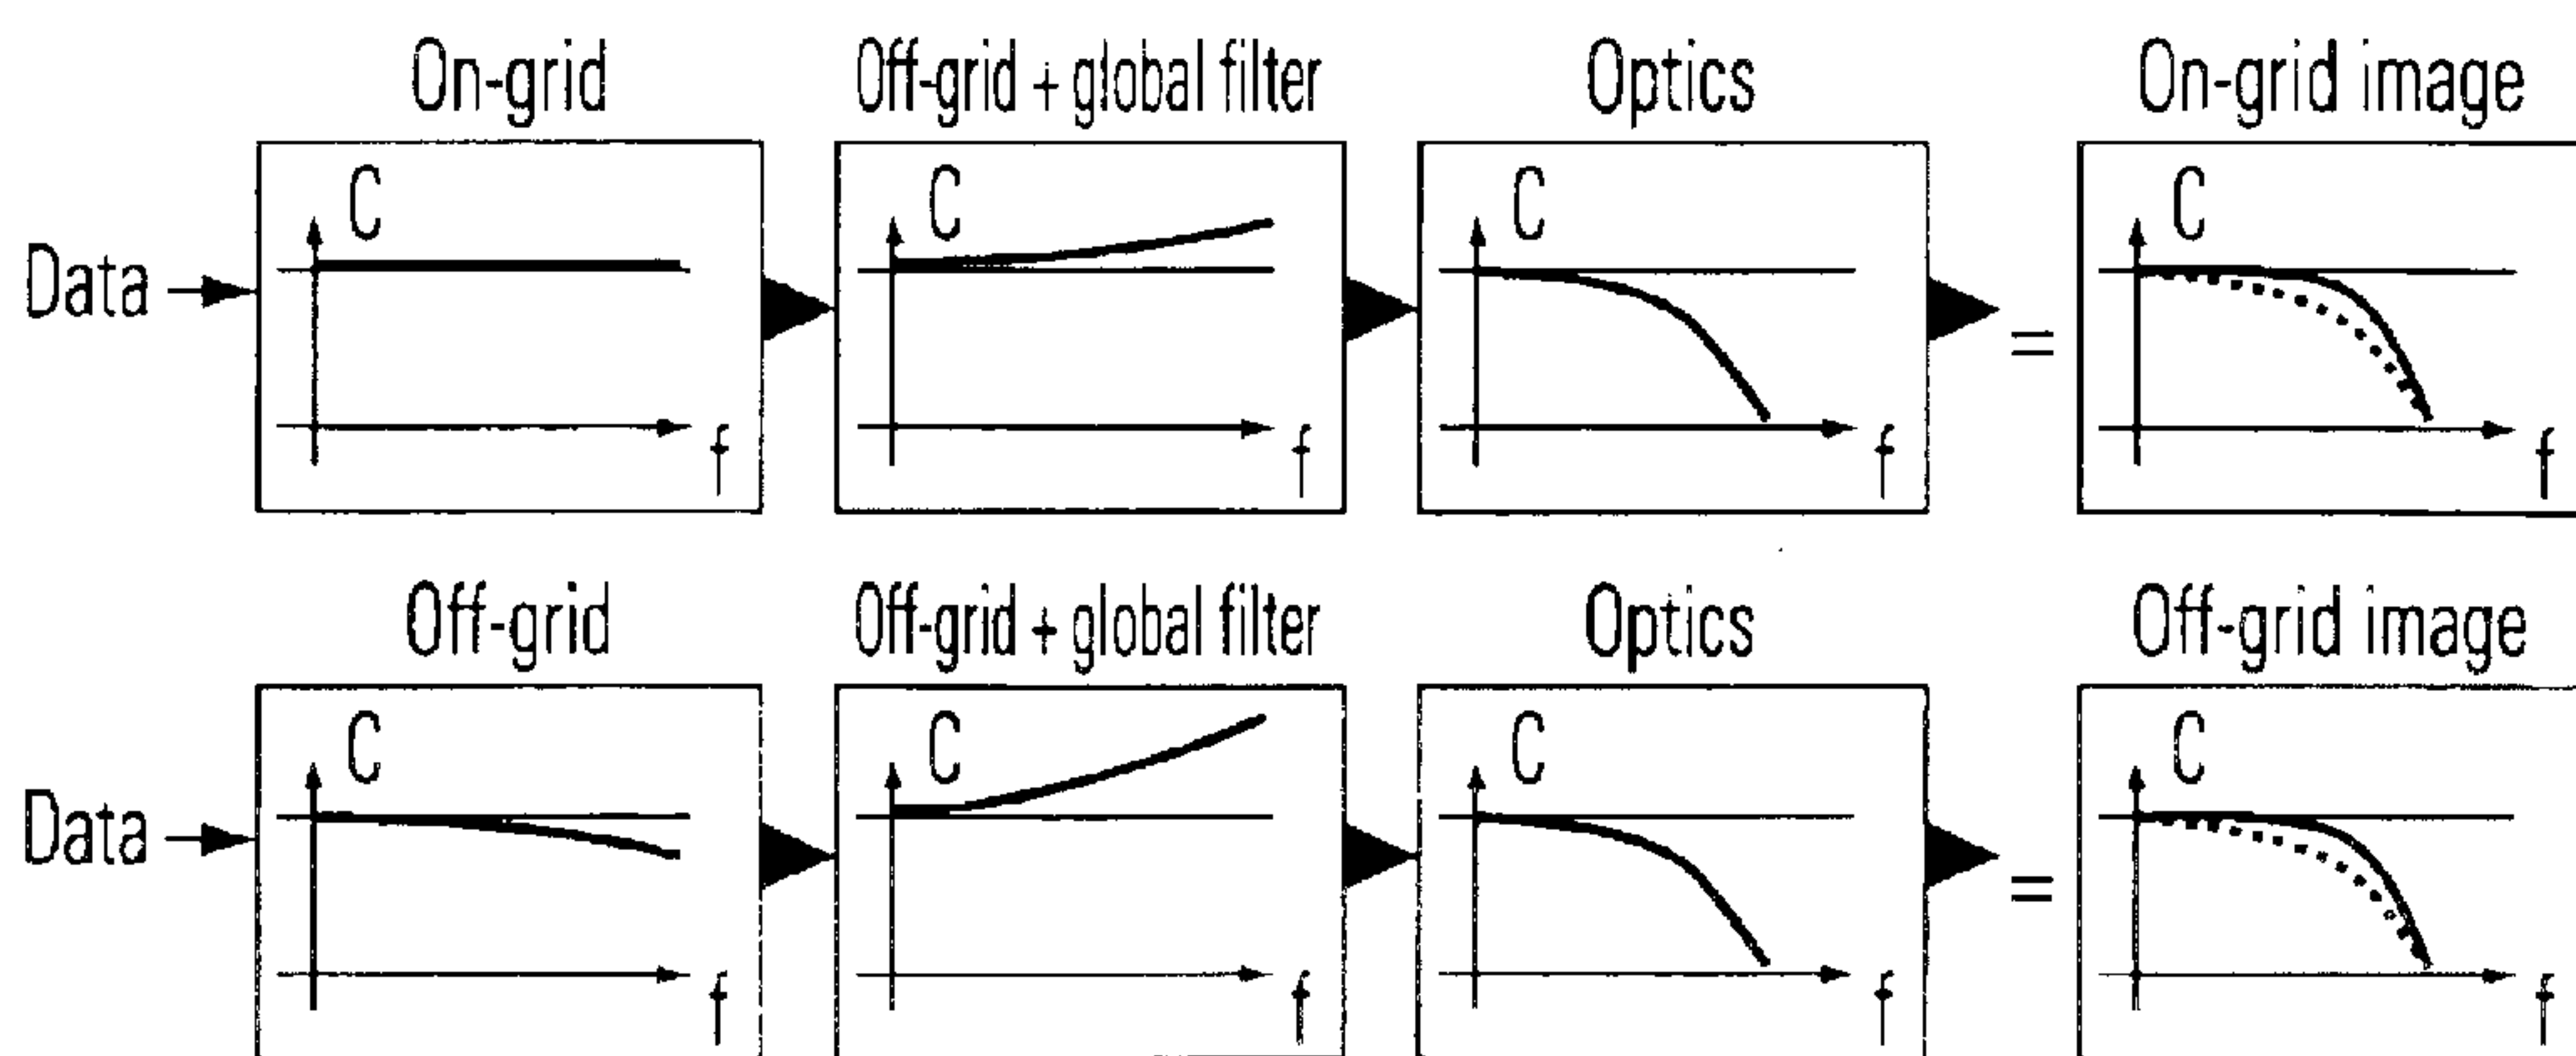 On-grid
Off-grid + global filter
Optics
On-grid image
Data
C
f
C
f
C
f
=
C
f
Off-grid
Off-grid + global filter
Optics
Off-grid image
Data
C
f
C
f
C
f
=
C
f